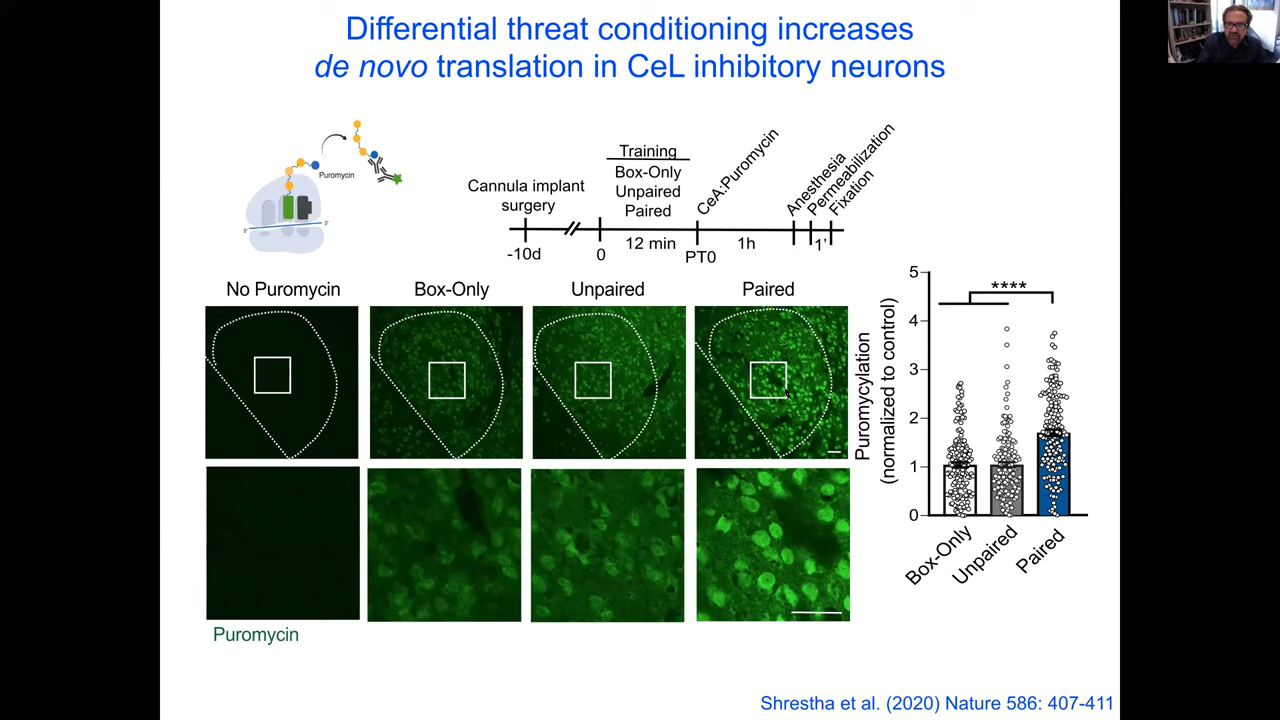 Differential threat conditioning increases
de novo translation in CeL inhibitory neurons
Puromycin
5'
3'
Cannula implant
surgery
Training
Box-Only
Unpaired
Paired
CeA:Puromycin
Anesthesia
Permeabilization
Fixation
12 min
1h
1'
-10d
0
PT0
No Puromycin
Box-Only
Unpaired
Paired
Puromycin
Puromycylation
(normalized to control)
5
4
3
2
1
0
****
Box-Only
Unpaired
Paired
Shrestha et al. (2020) Nature 586: 407-411